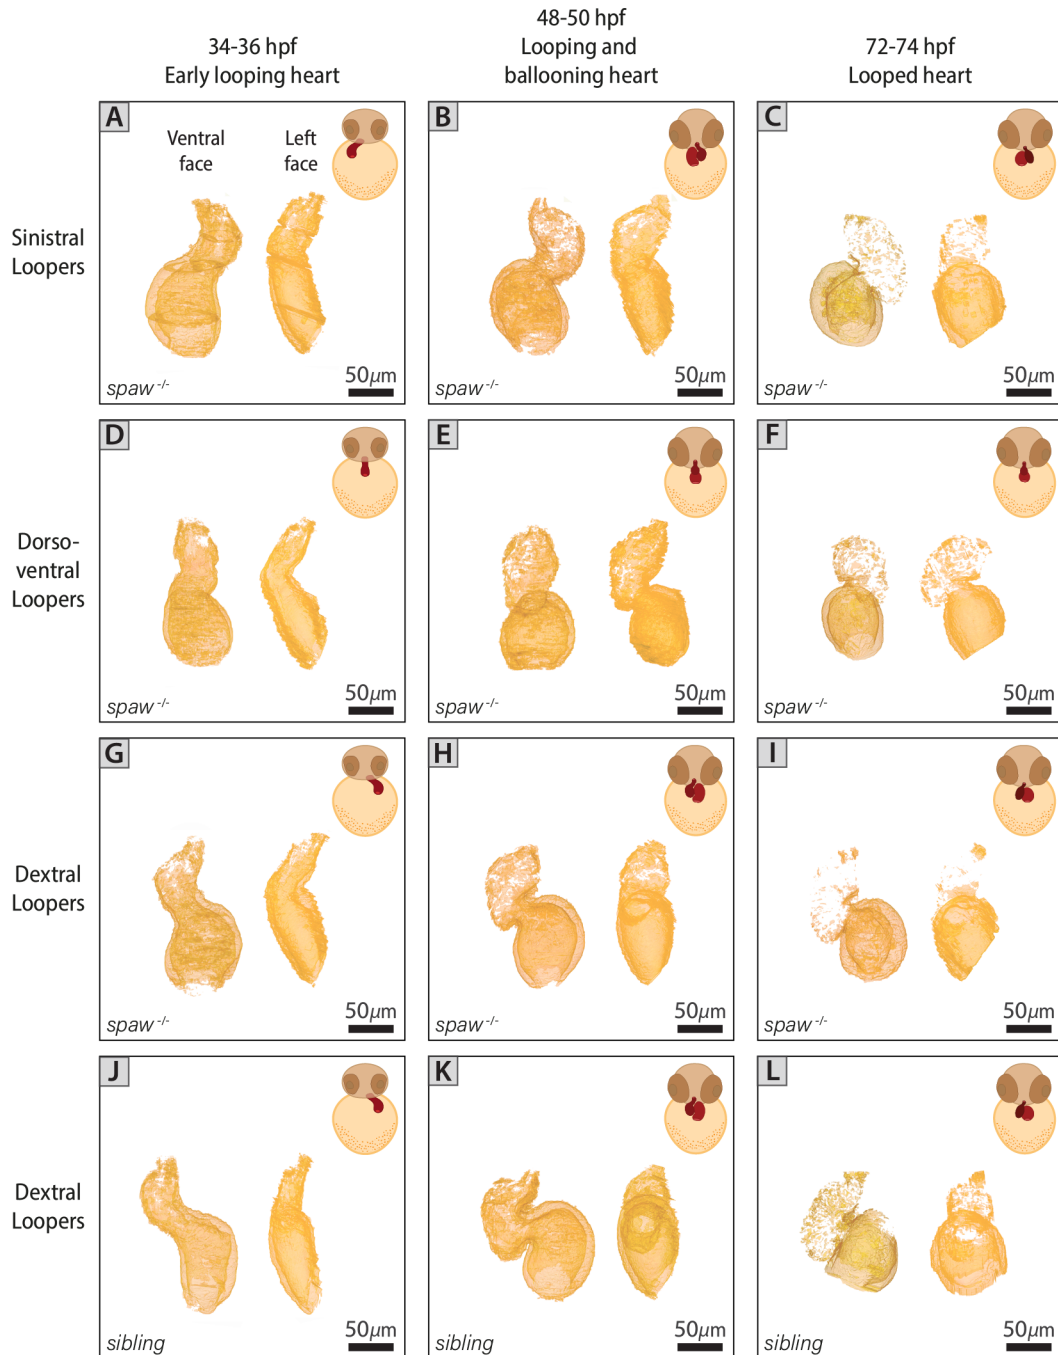 34-36 hpf
Early looping heart
48-50 hpf
Looping and
ballooning heart
72-74 hpf
Looped heart
Sinistral
Loopers
A
Ventral
face
Left
face
50µm
spaw -/-
B
50µm
spaw -/-
C
50µm
spaw -/-
Dorso-
ventral
Loopers
D
50µm
spaw -/-
E
50µm
spaw -/-
F
50µm
spaw -/-
Dextral
Loopers
G
50µm
spaw -/-
H
50µm
spaw -/-
I
50µm
spaw -/-
Dextral
Loopers
J
50µm
sibling
K
50µm
sibling
L
50µm
sibling